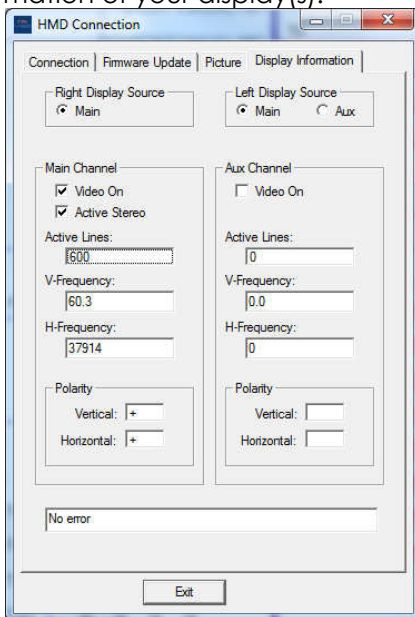 mation of your display(s).
HMD Connection
Connection Firmware Update Picture Display Information
Right Display Source Left Display Source
Main Main Aux
Main Channel Aux Channel
Video On Video On
Active Stereo
Active Lines: Active Lines:
600 0
V-Frequency: V-Frequency:
60.3 0.0
H-Frequency: H-Frequency:
37914 0
Polarity Polarity
Vertical: + Vertical:
Horizontal: + Horizontal:
No error
Exit